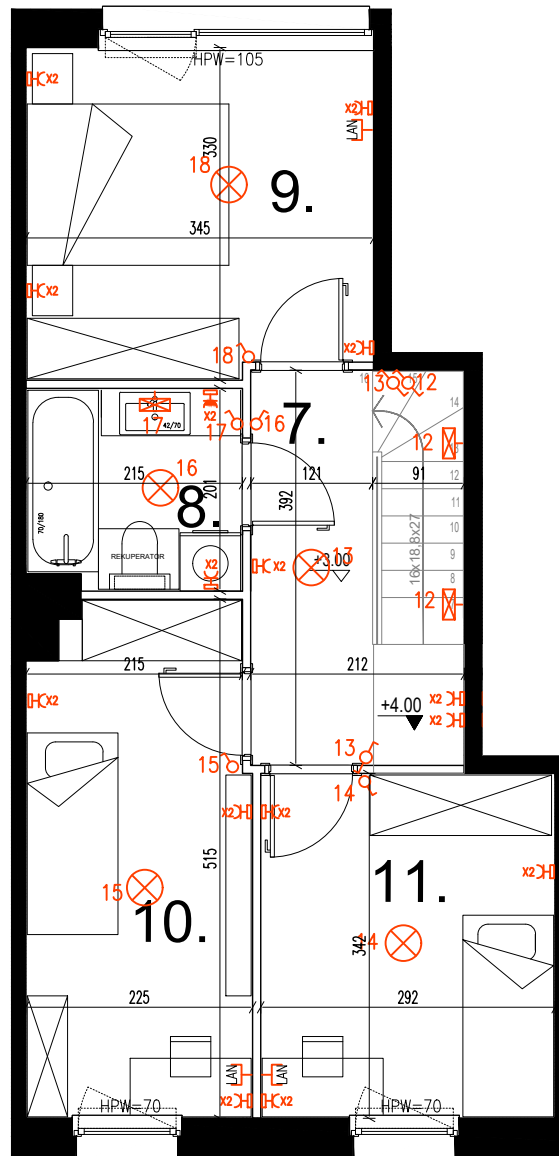 HPW=105
X2
X2
LAN
330
18
9.
345
X2
18
X2
13
15
12
14
X2
17
42/70
17
16
7.
12
16
215
201
8.
121
392
91
12
11
10
70/180
REKUPERATOR
X2
X2
+3.00
13
16x18,8x27
9
8
12
215
212
X2
+4.00
X2
X2
13
15
14
X2
X2
515
11.
X2
15
10.
342
14
225
292
LAN
LAN
X2
X2
HPW=70
HPW=70